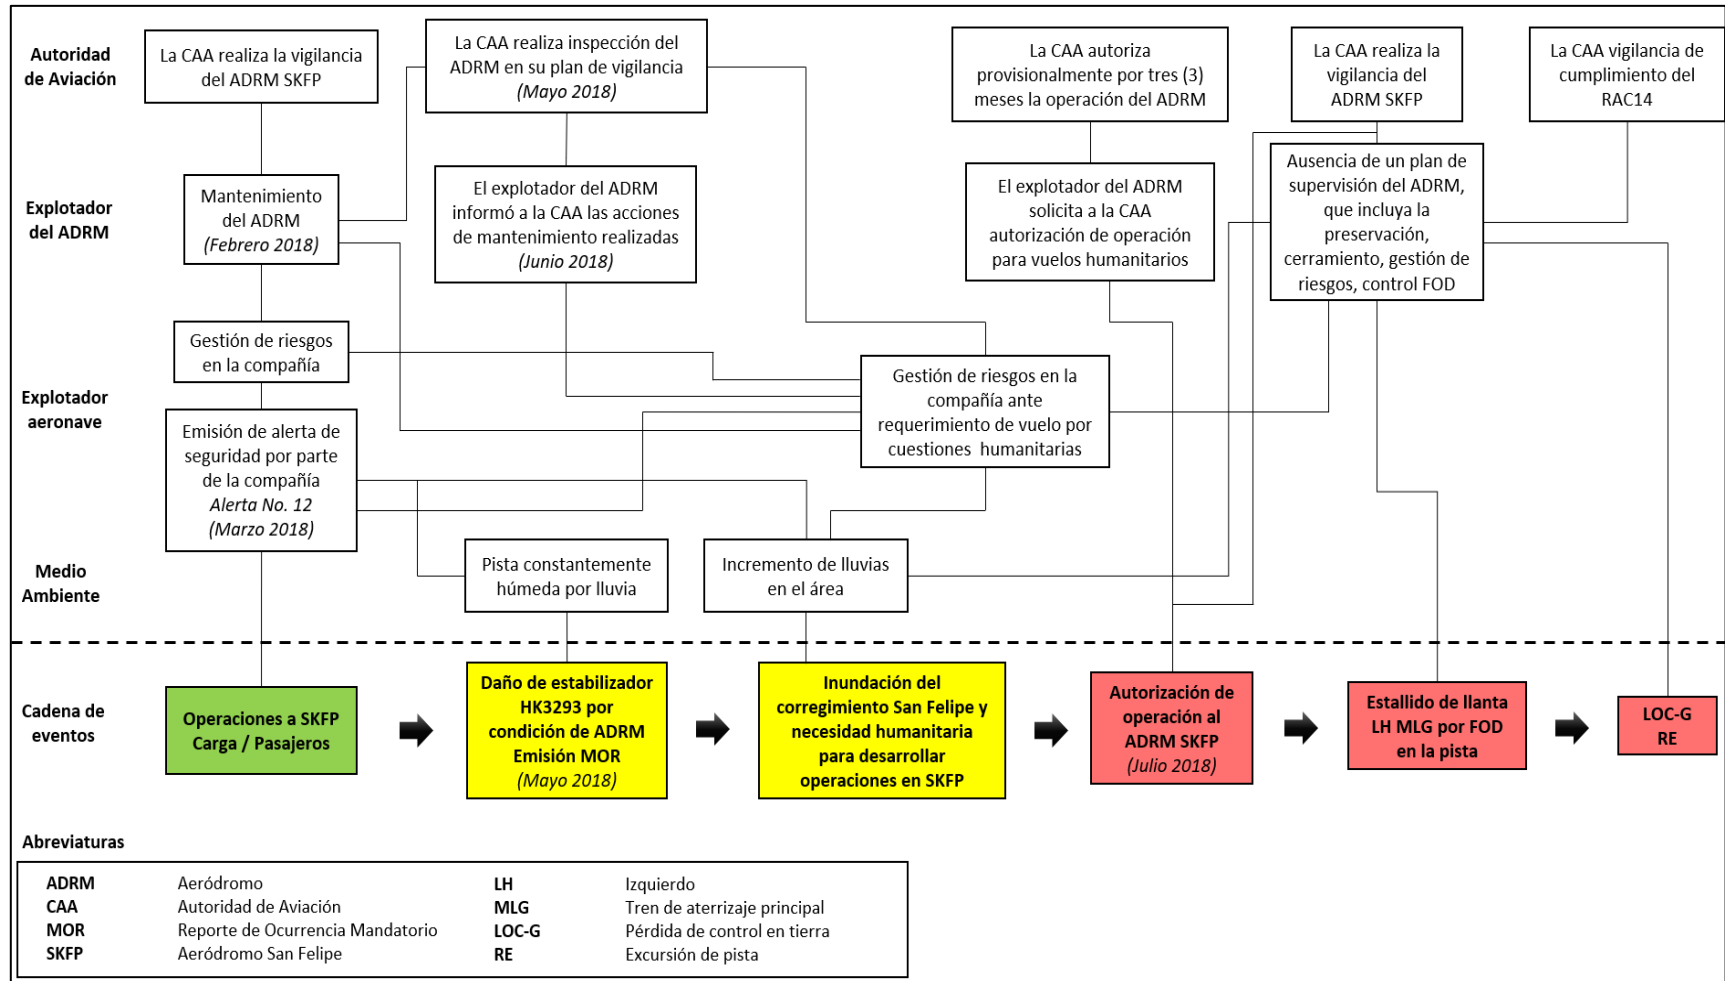 Autoridad
de Aviación
La CAA realiza la vigilancia
del ADRM SKFP
La CAA realiza inspección del
ADRM en su plan de vigilancia
(Mayo 2018)
La CAA autoriza
provisionalmente por tres (3)
meses la operación del ADRM
La CAA realiza la
vigilancia del
ADRM SKFP
La CAA vigilancia de
cumplimiento del
RAC14
Explotador
del ADRM
Mantenimiento
del ADRM
(Febrero 2018)
El explotador del ADRM
informó a la CAA las acciones
de mantenimiento realizadas
(Junio 2018)
El explotador del ADRM
solicita a la CAA
autorización de operación
para vuelos humanitarios
Ausencia de un plan de
supervisión del ADRM,
que incluya la
preservación,
cerramiento, gestión de
riesgos, control FOD
Explotador
aeronave
Gestión de riesgos
en la compañía
Emisión de alerta de
seguridad por parte
de la compañía
Alerta No. 12
(Marzo 2018)
Gestión de riesgos en la
compañía ante
requerimiento de vuelo por
cuestiones humanitarias
Medio
Ambiente
Pista constantemente
húmeda por lluvia
Incremento de lluvias
en el área
Cadena de
eventos
Operaciones a SKFP
Carga / Pasajeros
Daño de estabilizador
HK3293 por
condición de ADRM
Emisión MOR
(Mayo 2018)
Inundación del
corregimiento San Felipe y
necesidad humanitaria
para desarrollar
operaciones en SKFP
Autorización de
operación al
ADRM SKFP
(Julio 2018)
Estallido de llanta
LH MLG por FOD
en la pista
LOC-G
RE
Abreviaturas
ADRM Aeródromo
CAA Autoridad de Aviación
MOR Reporte de Ocurrencia Mandatorio
SKFP Aeródromo San Felipe
LH Izquierdo
MLG Tren de aterrizaje principal
LOC-G Pérdida de control en tierra
RE Excursión de pista